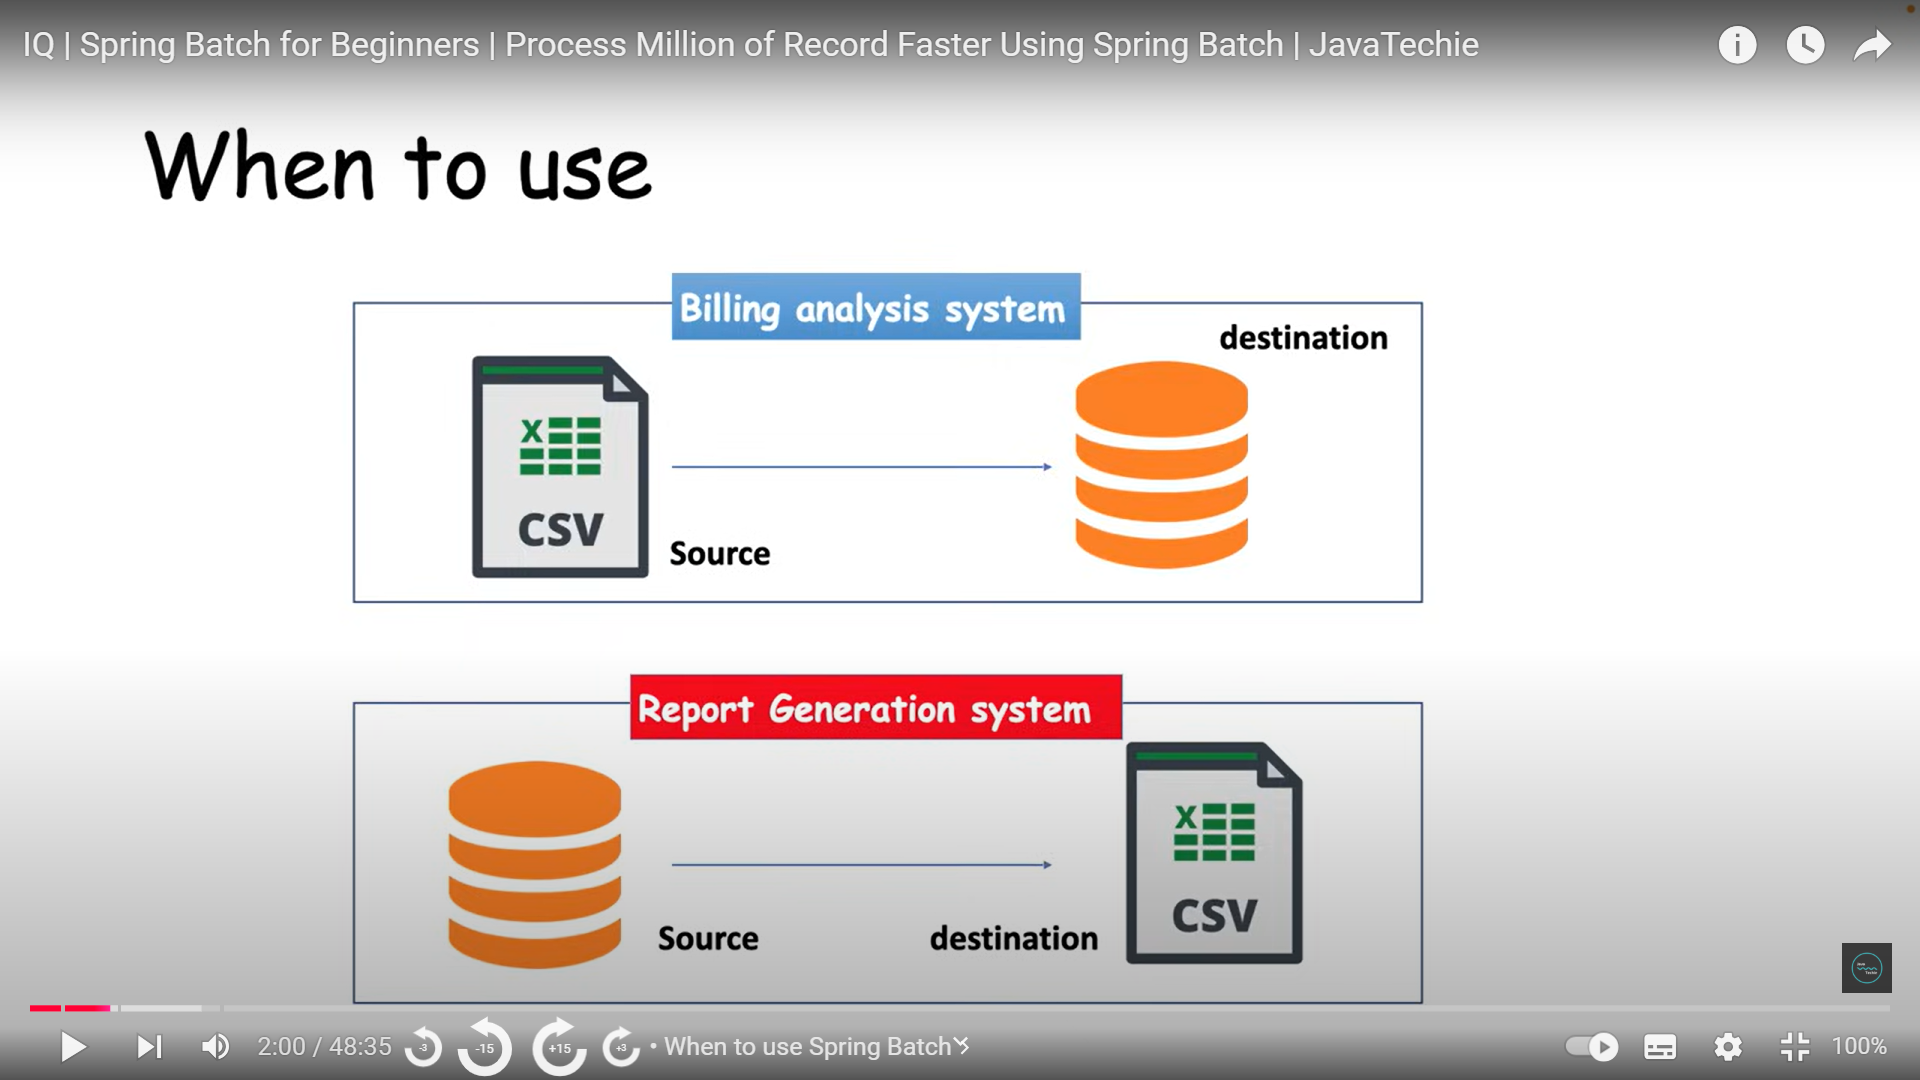 IQ | Spring Batch for Beginners | Process Million of Record Faster Using Spring Batch | JavaTechie
When to use
Billing analysis system
destination
X
CSV
Source
Report Generation system
X
CSV
Source
destination
2:00 / 48:35
-3
-15
+15
+3
• When to use Spring Batch
100%